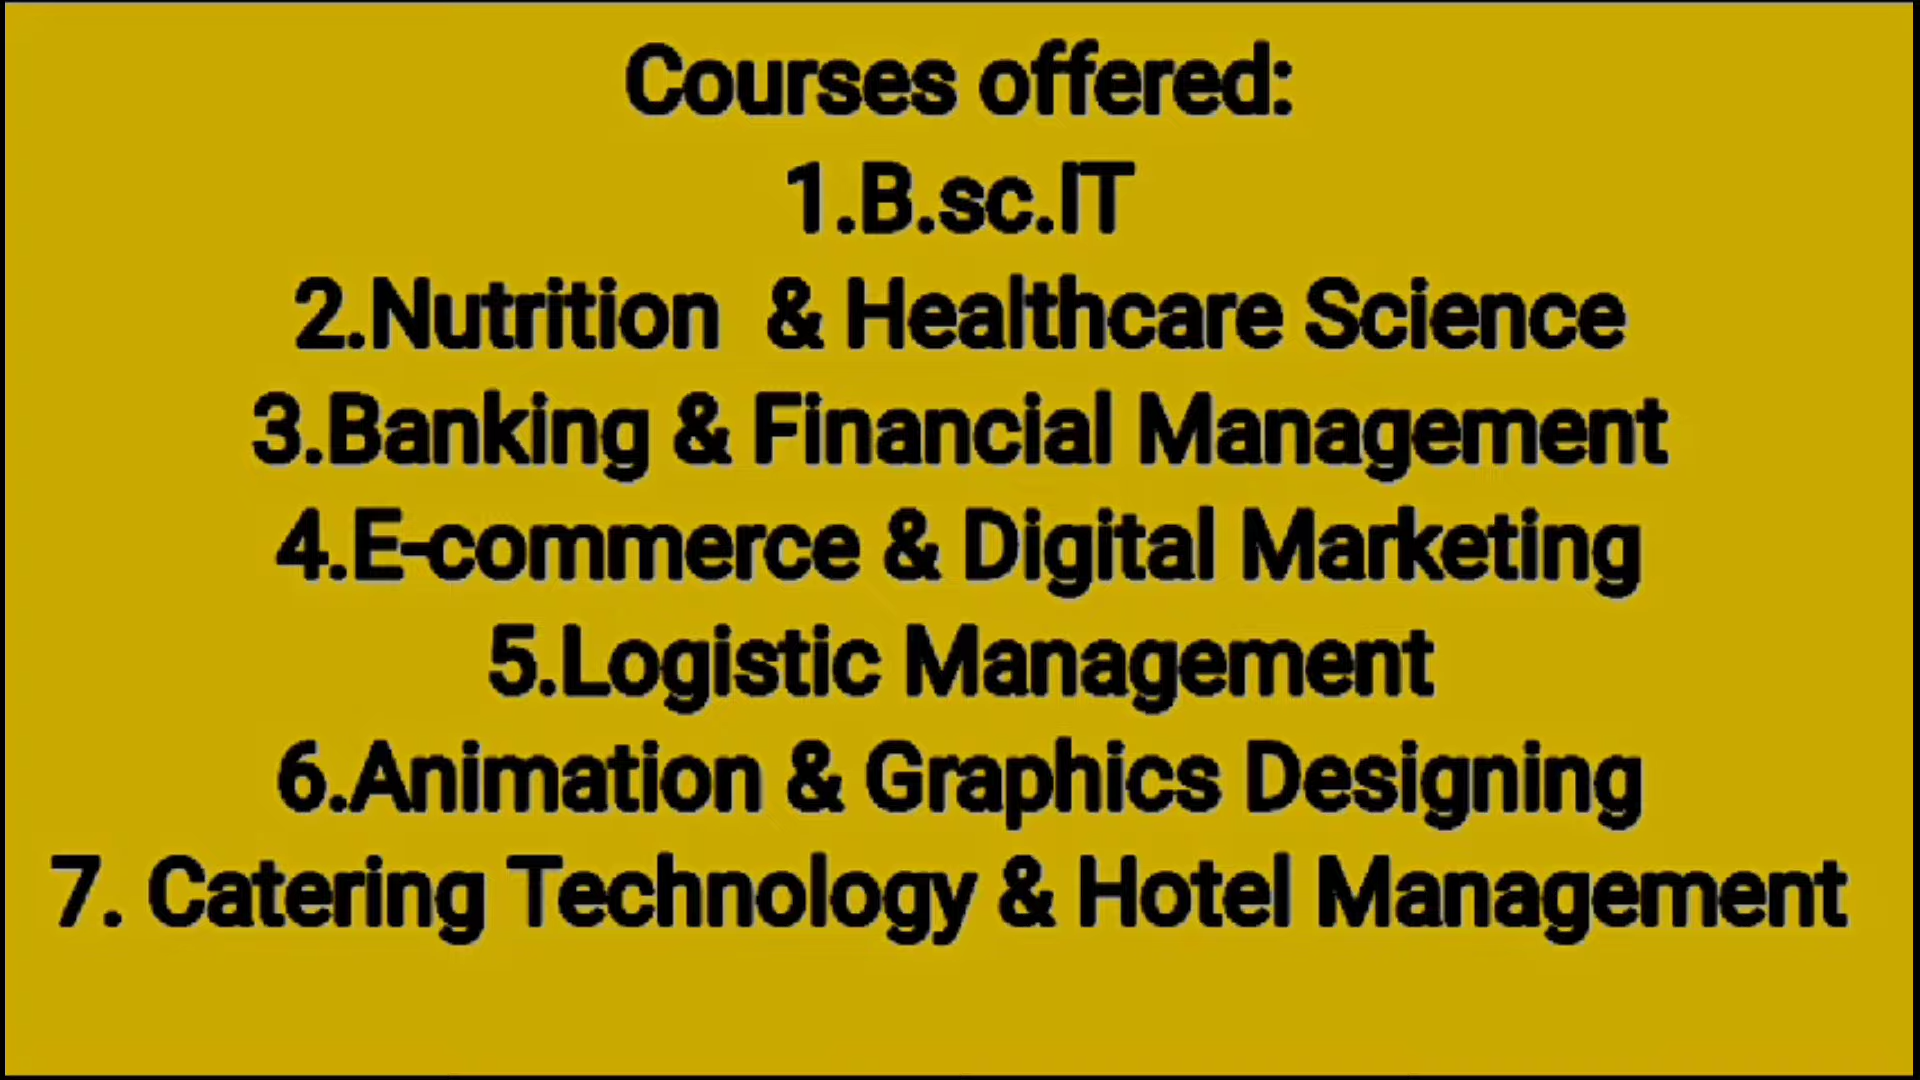 Courses offered:
1.B.sc.IT
2.Nutrition  & Healthcare Science
3.Banking & Financial Management
4.E-commerce & Digital Marketing
5.Logistic Management
6.Animation & Graphics Designing
7. Catering Technology & Hotel Management